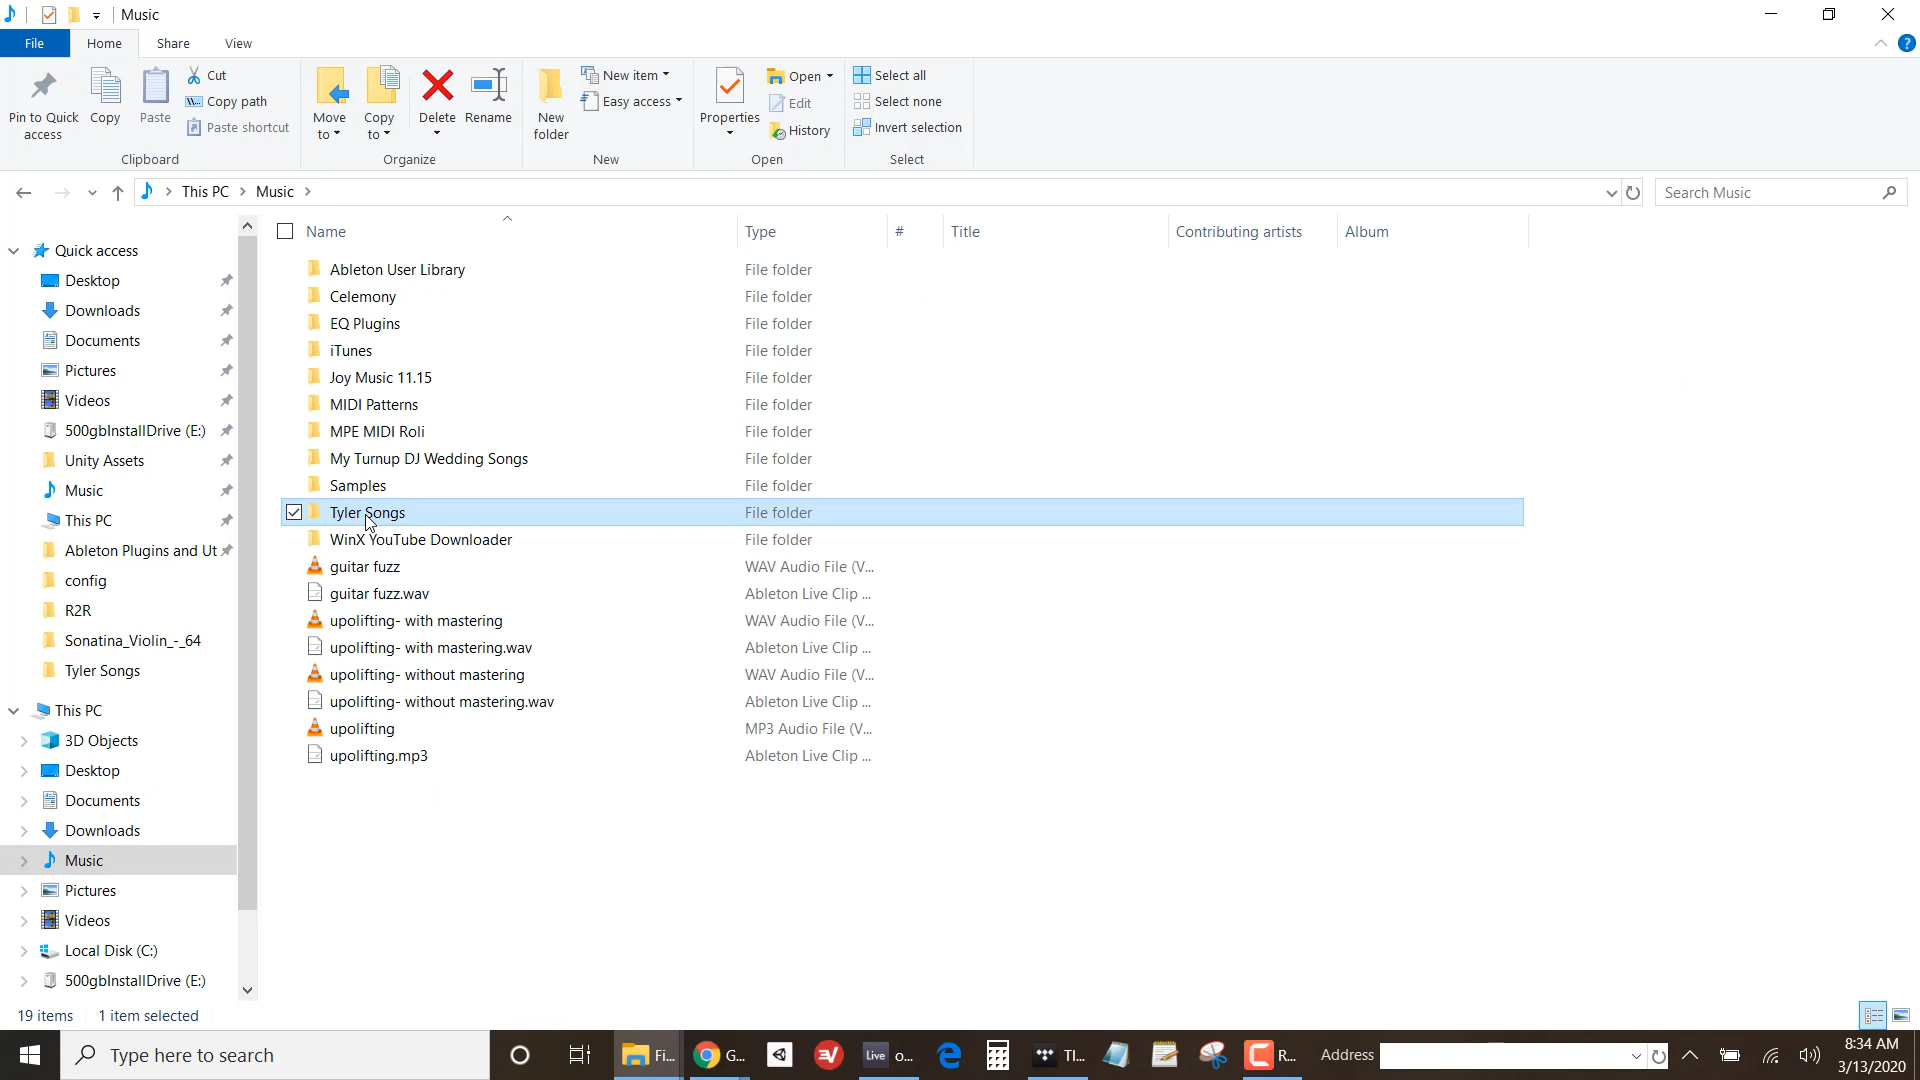 Music
File
Home
Share
View
Pin to Quick access
Copy
Paste
Cut
Copy path
Paste shortcut
Clipboard
Move to
Copy to
Delete
Rename
Organize
New folder
New item
Easy access
New
Properties
Open
Edit
History
Open
Select all
Select none
Invert selection
Select
This PC
Music
Search Music
Name
Type
#
Title
Contributing artists
Album
Quick access
Desktop
Downloads
Documents
Pictures
Videos
500gbInstallDrive (E:)
Unity Assets
Music
This PC
Ableton Plugins and Ut
config
R2R
Sonatina_Violin_-_64
Tyler Songs
This PC
3D Objects
Desktop
Documents
Downloads
Music
Pictures
Videos
Local Disk (C:)
500gbInstallDrive (E:)
Ableton User Library File folder
Celemony File folder
EQ Plugins File folder
iTunes File folder
Joy Music 11.15 File folder
MIDI Patterns File folder
MPE MIDI Roli File folder
My Turnup DJ Wedding Songs File folder
Samples File folder
Tyler Songs File folder
WinX YouTube Downloader File folder
guitar fuzz WAV Audio File (V...
guitar fuzz.wav Ableton Live Clip ...
upolifting- with mastering WAV Audio File (V...
upolifting- with mastering.wav Ableton Live Clip ...
upolifting- without mastering WAV Audio File (V...
upolifting- without mastering.wav Ableton Live Clip ...
upolifting MP3 Audio File (V...
upolifting.mp3 Ableton Live Clip ...
19 items 1 item selected
Type here to search
Fi...
G...
Live
o...
TI...
R...
Address
8:34 AM
3/13/2020